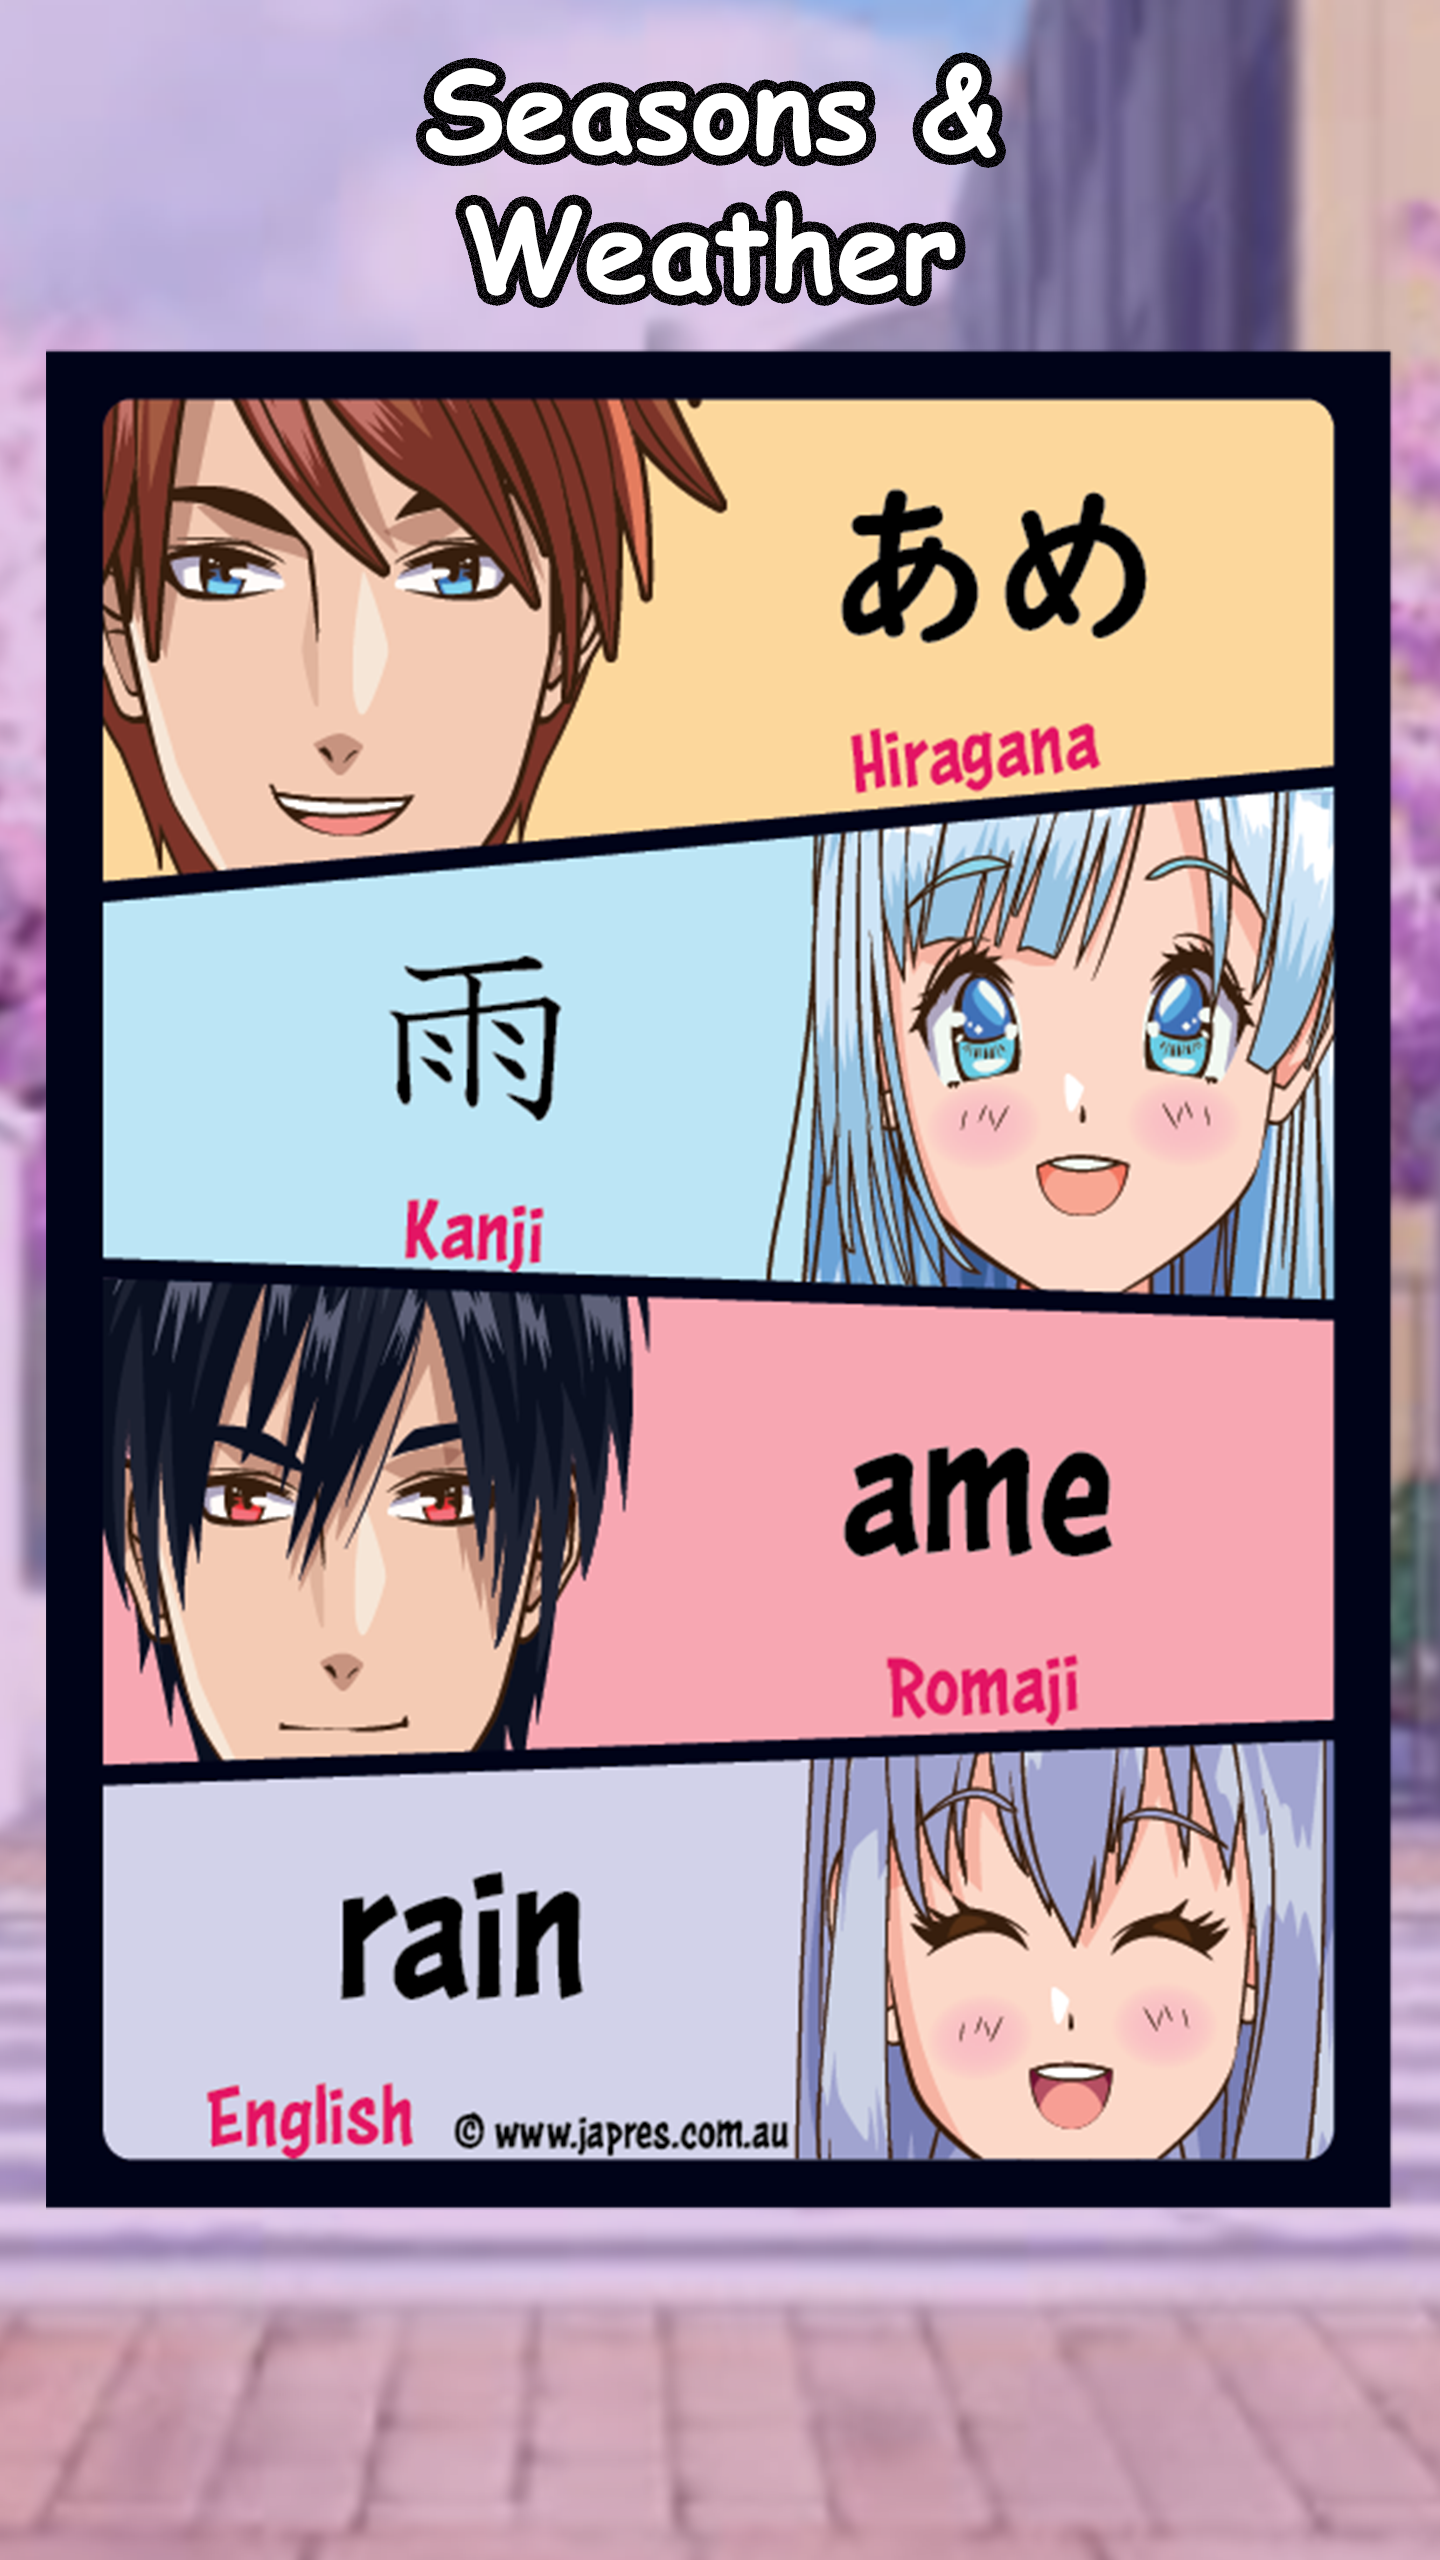 Seasons &
Weather
あめ
Hiragana
雨
Kanji
ame
Romaji
rain
English
© www.japres.com.au